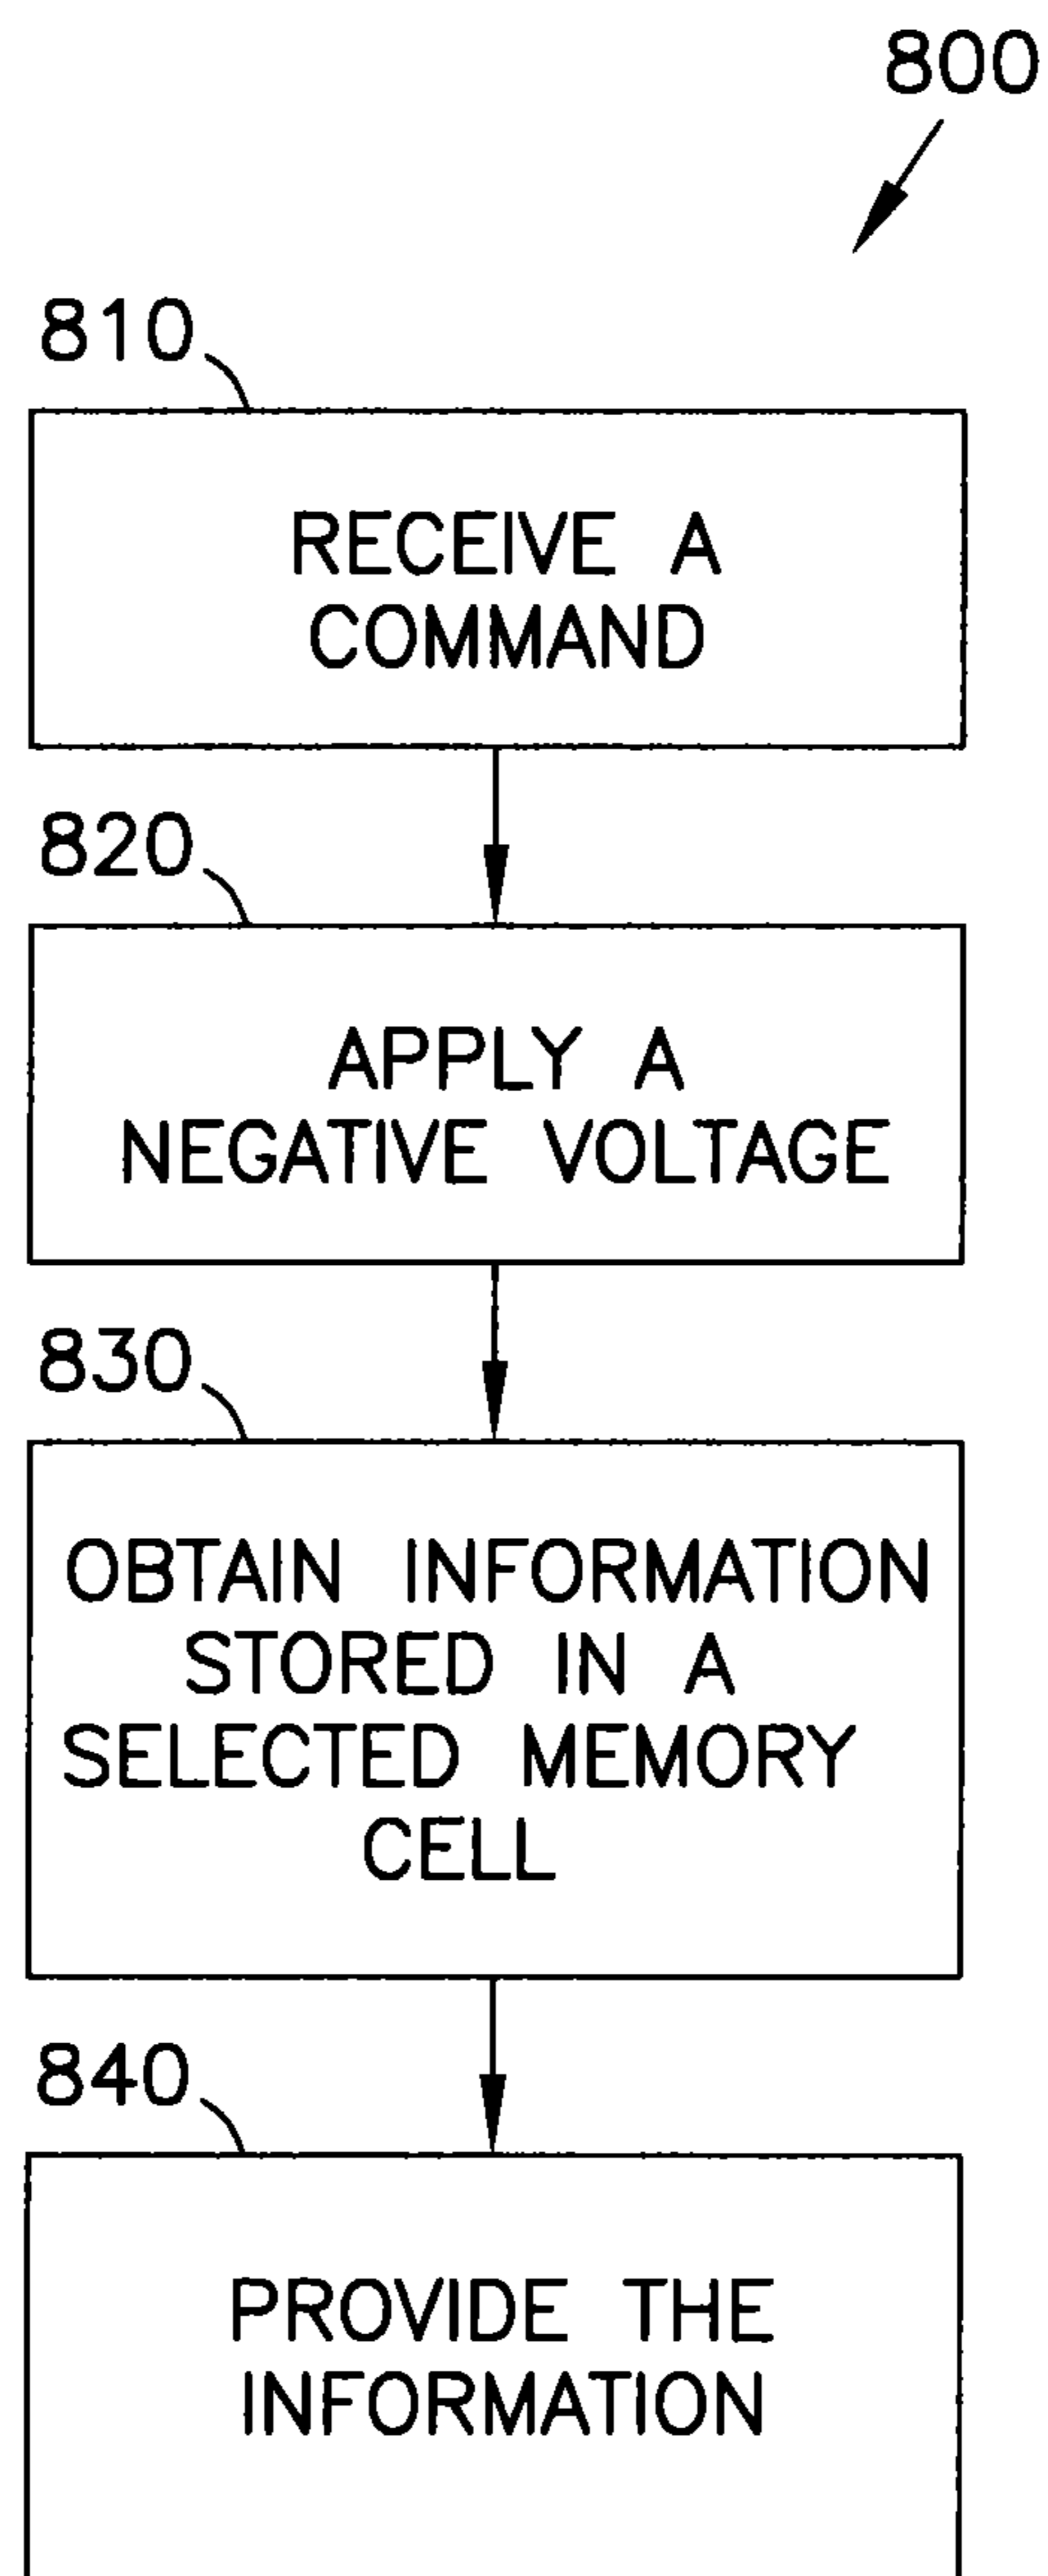 800
810
RECEIVE A
COMMAND
820
APPLY A
NEGATIVE VOLTAGE
830
OBTAIN INFORMATION
STORED IN A
SELECTED MEMORY
CELL
840
PROVIDE THE
INFORMATION